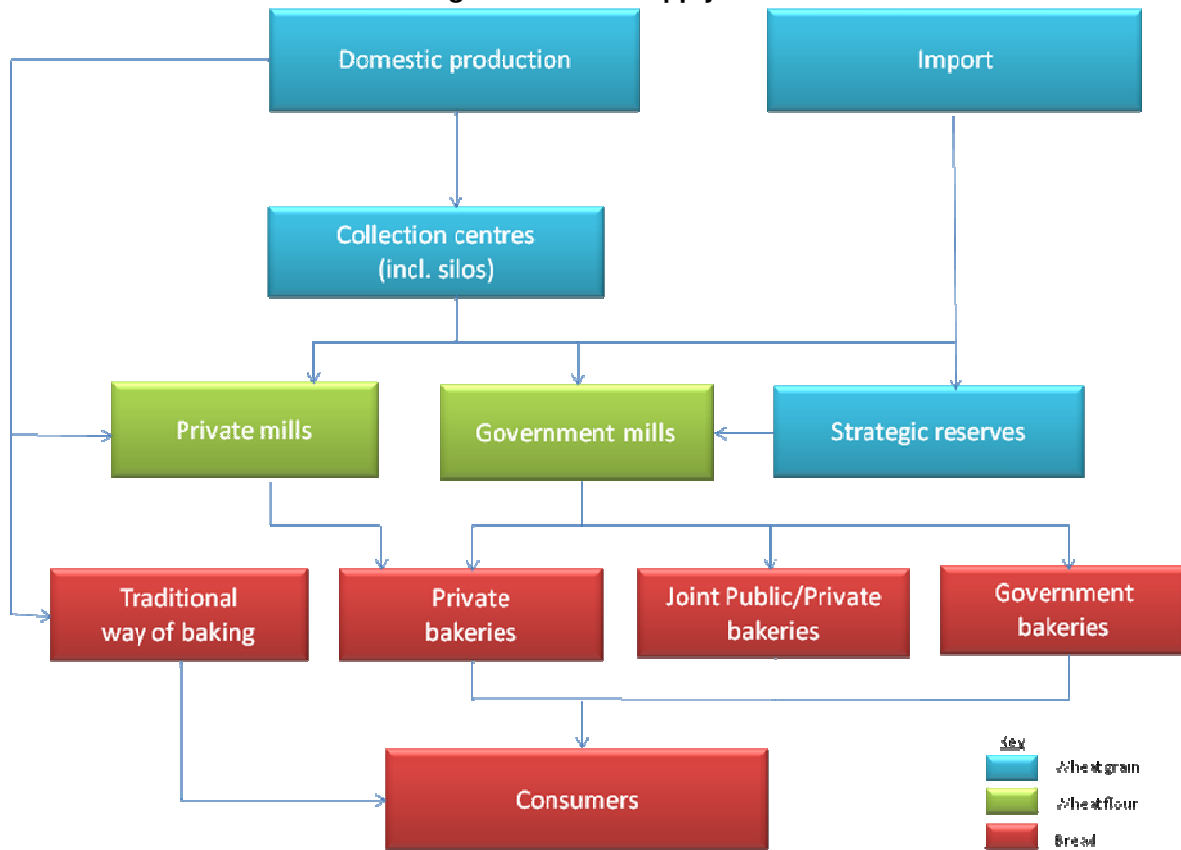 Domestic production
Import
Collection centres
(incl. silos)
Private mills
Government mills
Strategic reserves
Traditional
way of baking
Private
bakeries
Joint Public/Private
bakeries
Government
bakeries
Consumers
Key
Wheat grain
Wheat flour
Bread